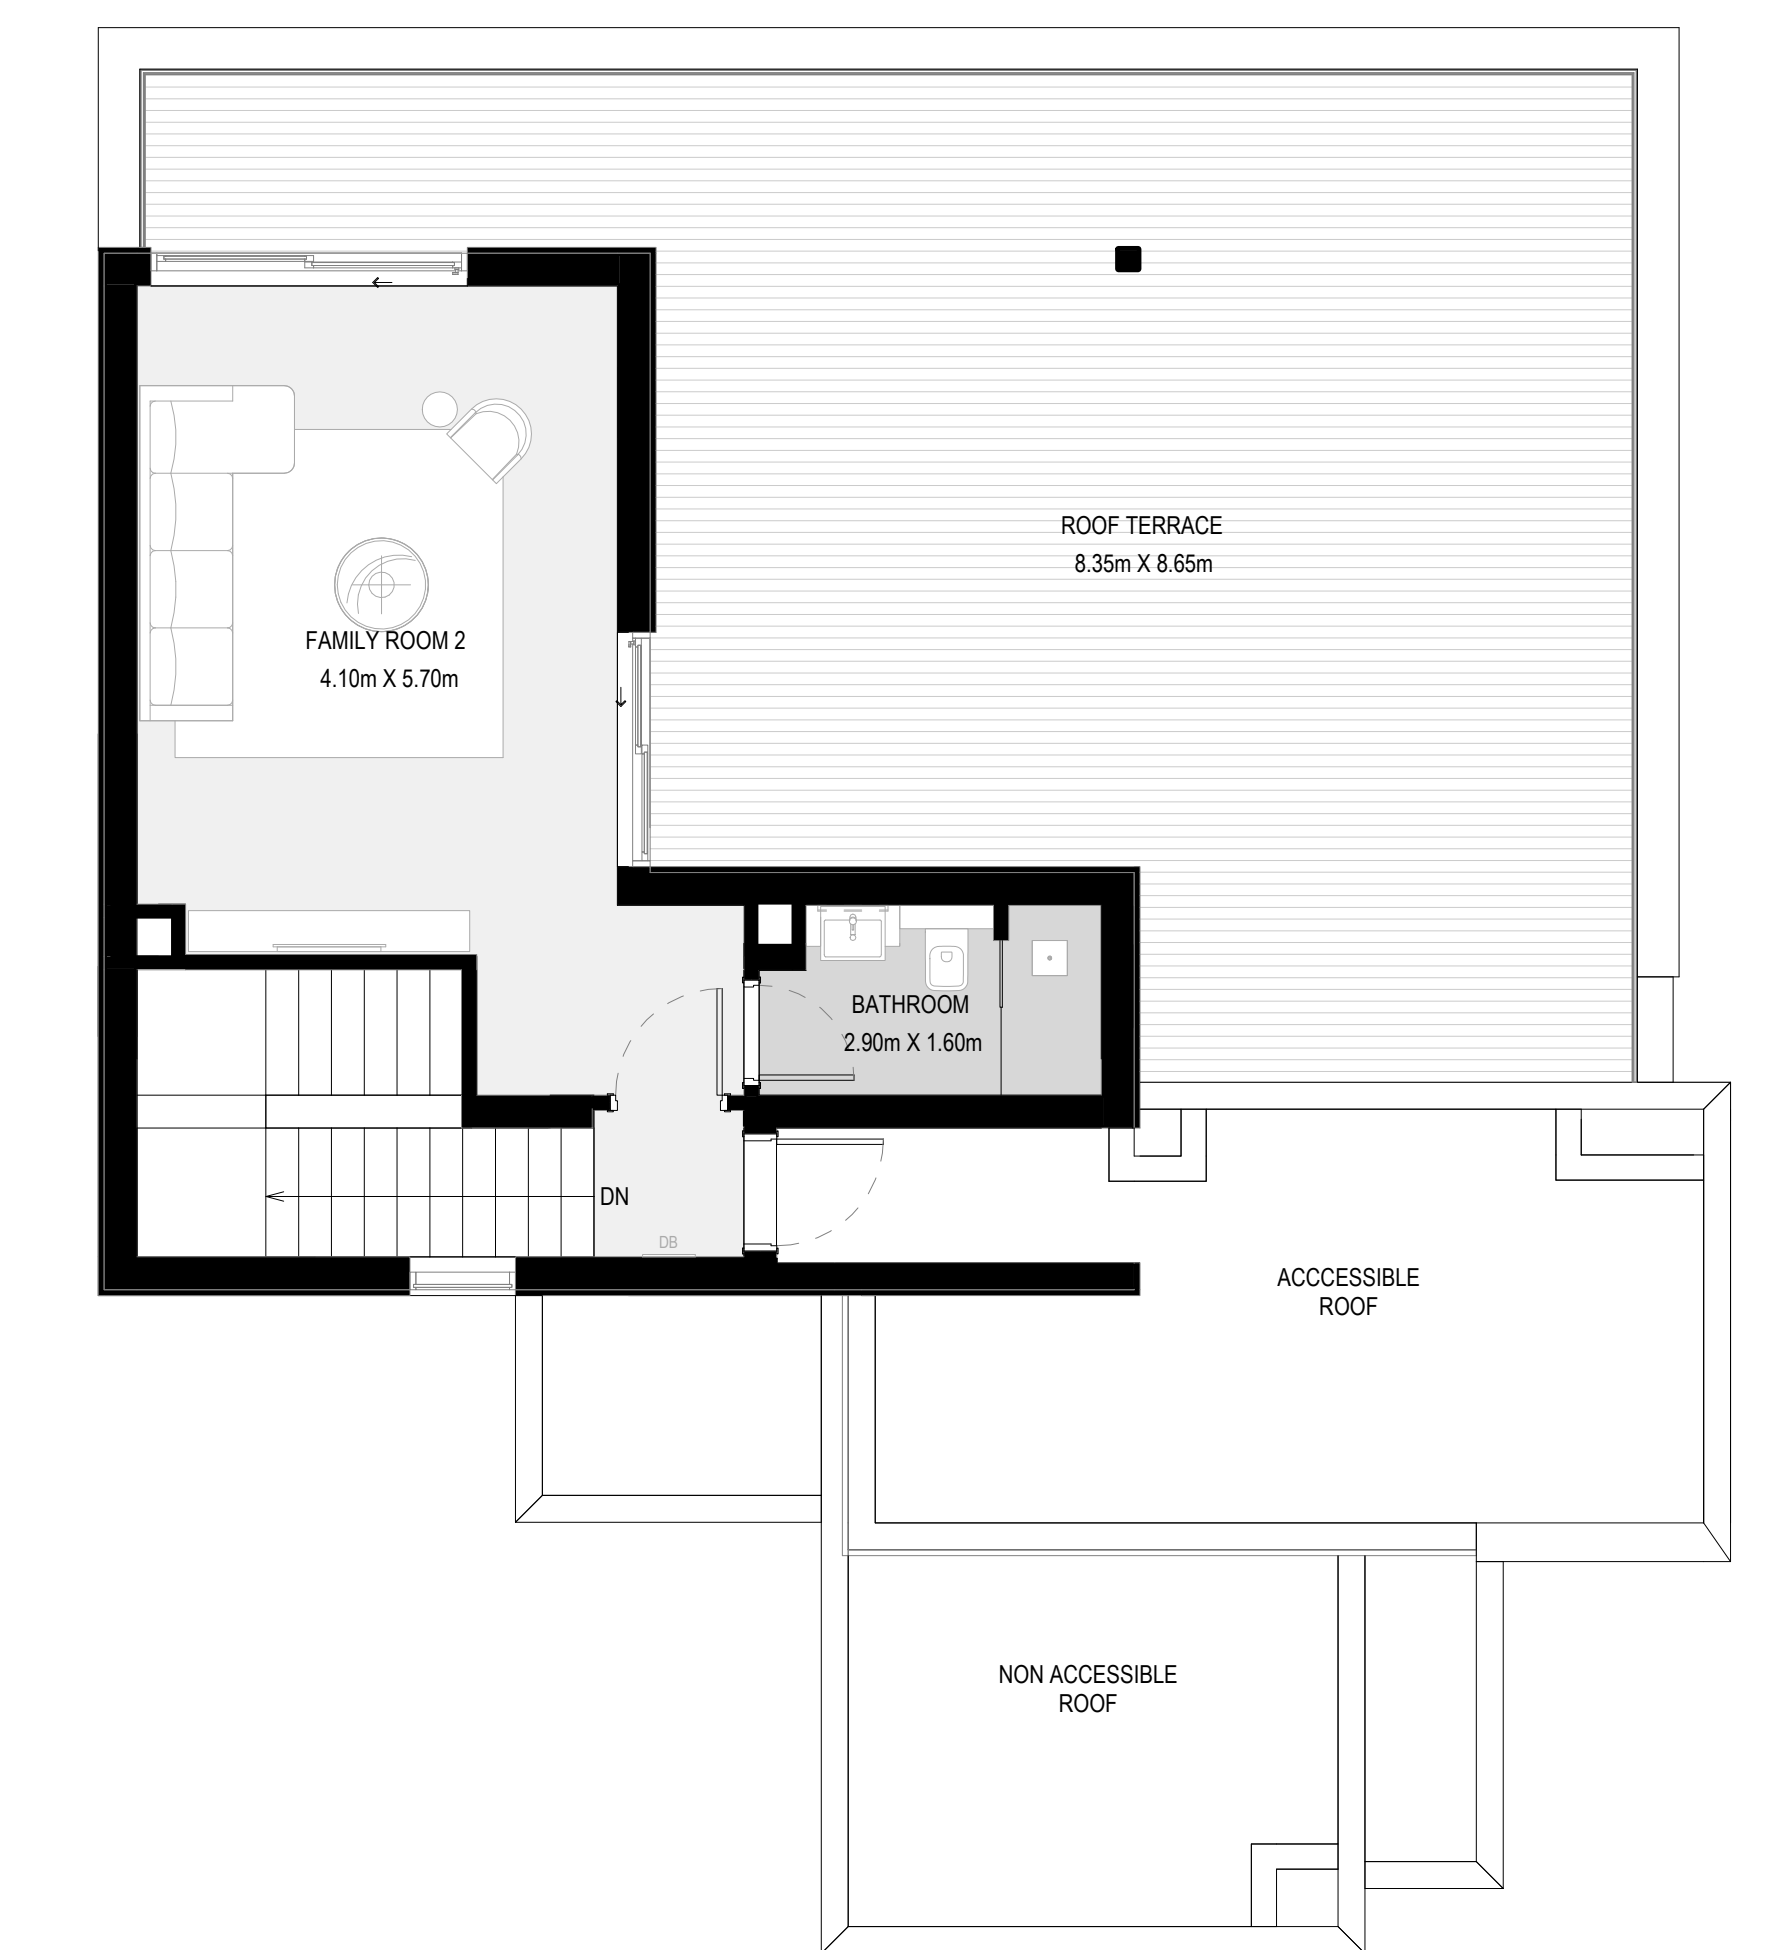 ROOF TERRACE
8.35m X 8.65m
FAMILY ROOM 2
4.10m X 5.70m
BATHROOM
2.90m X 1.60m
DN
DB
ACCCESSIBLE
ROOF
NON ACCESSIBLE
ROOF